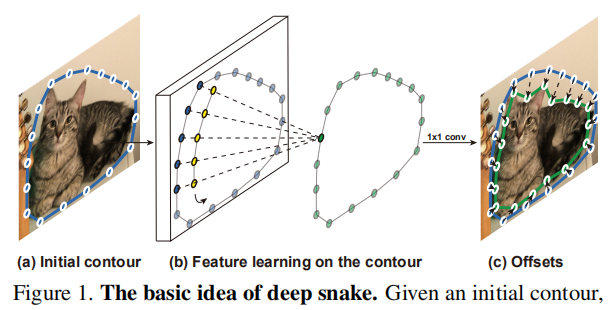 1x1 conv
(a) Initial contour (b) Feature learning on the contour (c) Offsets
Figure 1. The basic idea of deep snake. Given an initial contour,